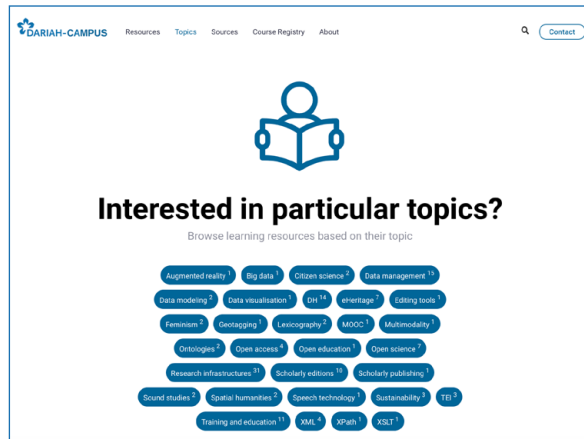 DARIAH-CAMPUS Resources Topics Sources Course Registry About Contact
Interested in particular topics?
Browse learning resources based on their topic
Augmented reality 1 Big data 1 Citizen science 2 Data management 15
Data modeling 3 Data visualisation 1 DH 14 eHeritage 7 Editing tools 1
Feminism 2 Geotagging 1 Lexicography 2 MOOC 1 Multimodality 1
Ontologies 2 Open access 4 Open education 1 Open science 7
Research infrastructures 31 Scholarly editions 10 Scholarly publishing 1
Sound studies 2 Spatial humanities 2 Speech technology 1 Sustainability 3 TEI 3
Training and education 11 XML 4 XPath 1 XSLT 1